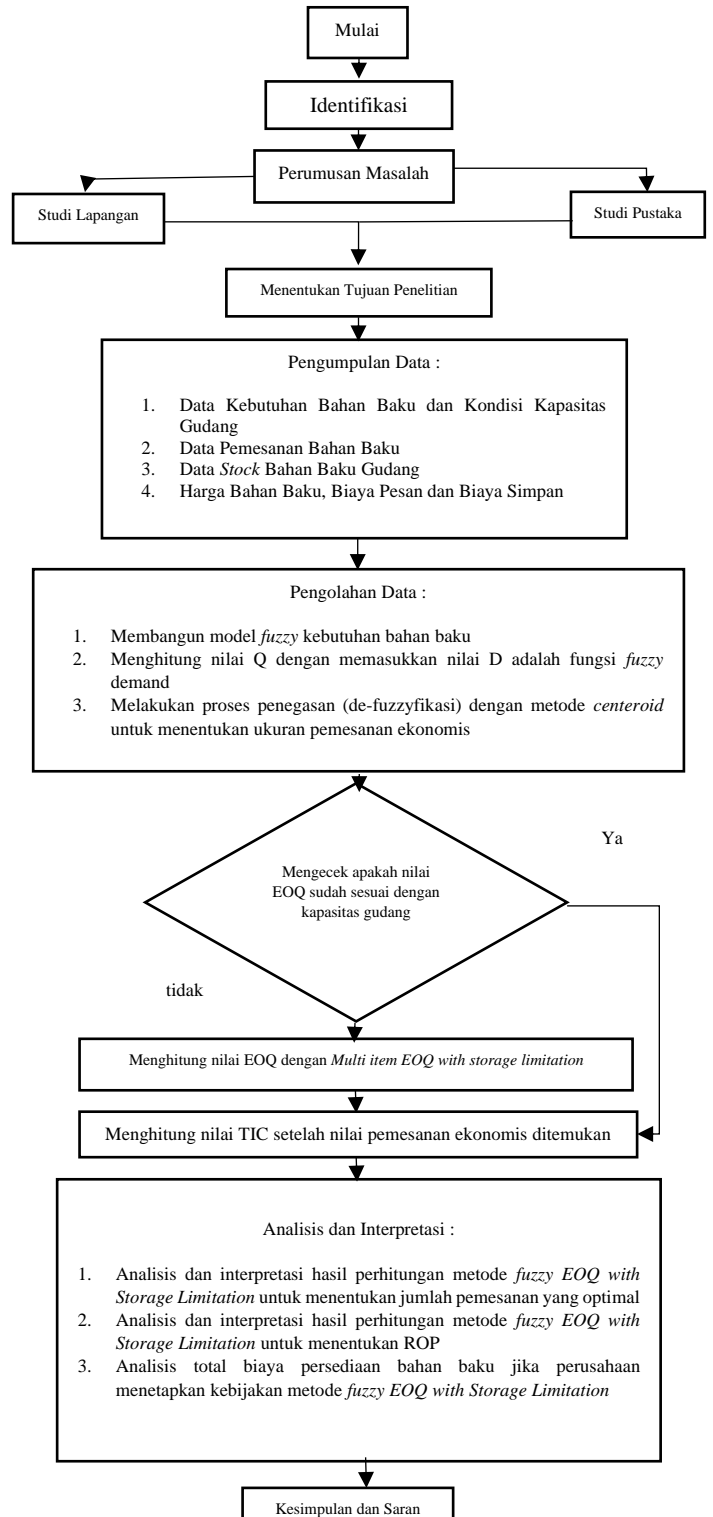 Mulai
Identifikasi
Perumusan Masalah
Studi Lapangan
Studi Pustaka
Menentukan Tujuan Penelitian
Pengumpulan Data :
1. Data Kebutuhan Bahan Baku dan Kondisi Kapasitas
Gudang
2. Data Pemesanan Bahan Baku
3. Data Stock Bahan Baku Gudang
4. Harga Bahan Baku, Biaya Pesan dan Biaya Simpan
Pengolahan Data :
1. Membangun model fuzzy kebutuhan bahan baku
2. Menghitung nilai Q dengan memasukkan nilai D adalah fungsi fuzzy
demand
3. Melakukan proses penegasan (de-fuzzyfikasi) dengan metode centeroid
untuk menentukan ukuran pemesanan ekonomis
Ya
Mengecek apakah nilai
EOQ sudah sesuai dengan
kapasitas gudang
tidak
Menghitung nilai EOQ dengan Multi item EOQ with storage limitation
Menghitung nilai TIC setelah nilai pemesanan ekonomis ditemukan
Analisis dan Interpretasi :
1. Analisis dan interpretasi hasil perhitungan metode fuzzy EOQ with
Storage Limitation untuk menentukan jumlah pemesanan yang optimal
2. Analisis dan interpretasi hasil perhitungan metode fuzzy EOQ with
Storage Limitation untuk menentukan ROP
3. Analisis total biaya persediaan bahan baku jika perusahaan
menetapkan kebijakan metode fuzzy EOQ with Storage Limitation
Kesimpulan dan Saran